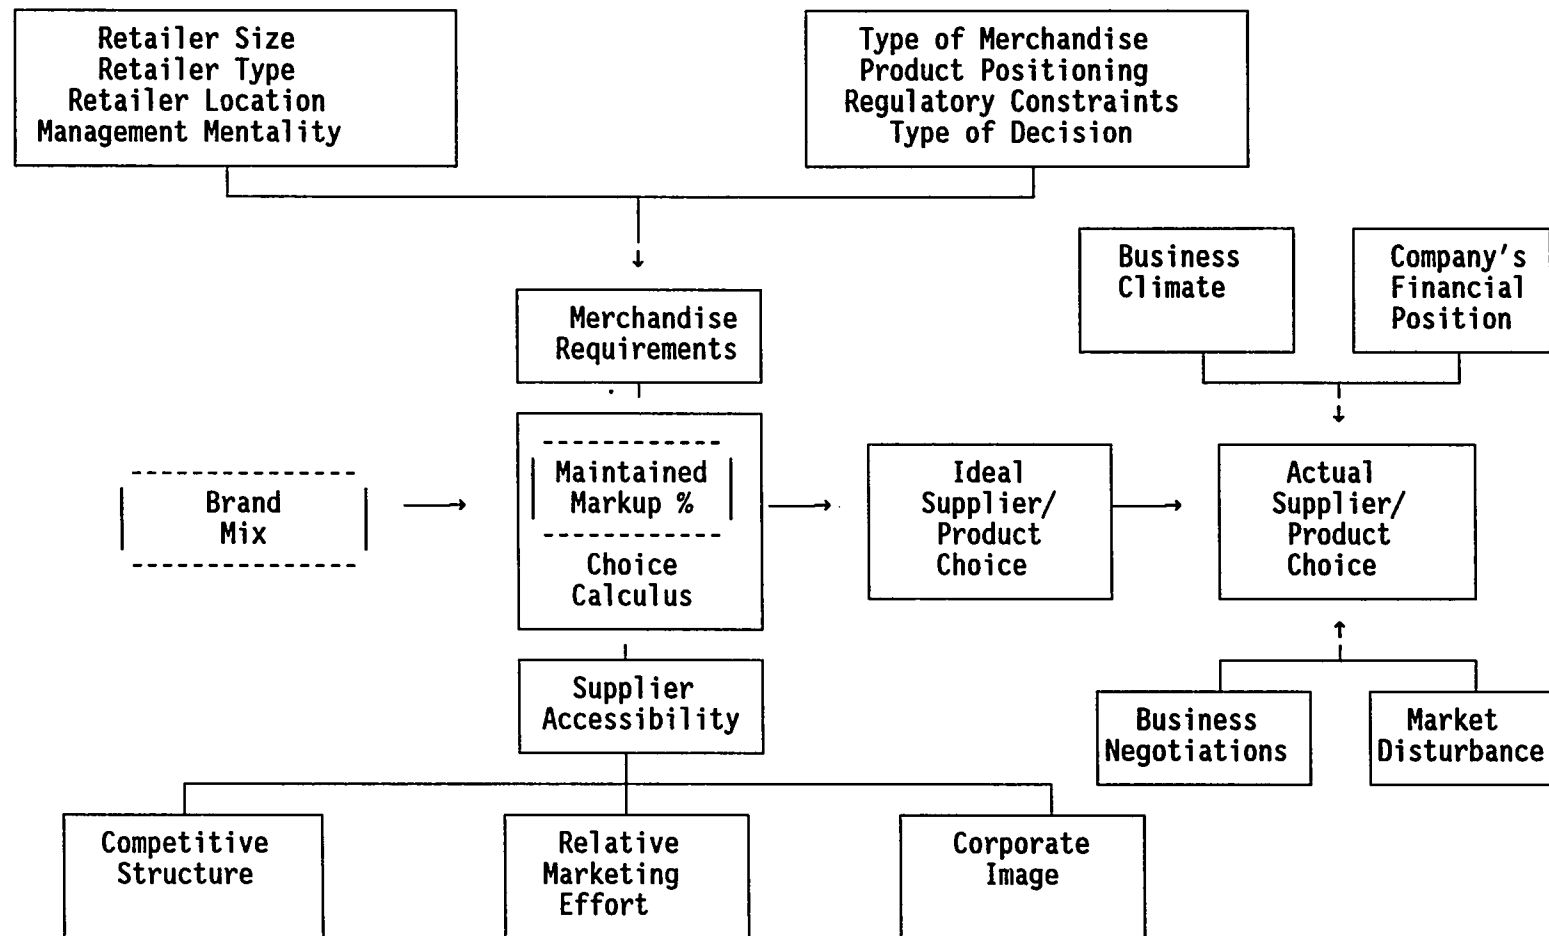 Retailer Size
Retailer Type
Retailer Location
Management Mentality
Type of Merchandise
Product Positioning
Regulatory Constraints
Type of Decision
Business
Climate
Company's
Financial
Position
Merchandise
Requirements
Brand
Mix
Maintained
Markup %
Choice
Calculus
Ideal
Supplier/
Product
Choice
Actual
Supplier/
Product
Choice
Supplier
Accessibility
Business
Negotiations
Market
Disturbance
Competitive
Structure
Relative
Marketing
Effort
Corporate
Image